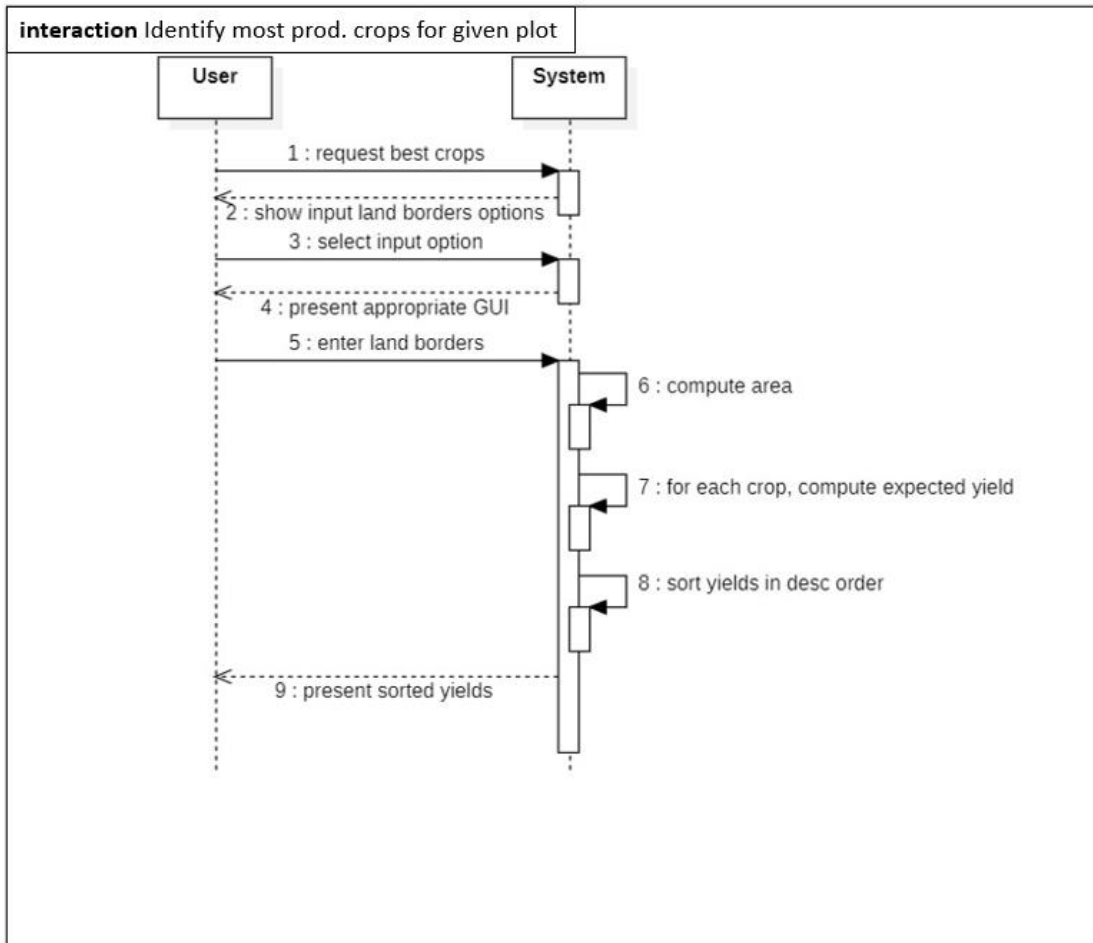 interaction Identify most prod. crops for given plot
User
System
1 : request best crops
2 : show input land borders options
3 : select input option
4 : present appropriate GUI
5 : enter land borders
6 : compute area
7 : for each crop, compute expected yield
8 : sort yields in desc order
9 : present sorted yields